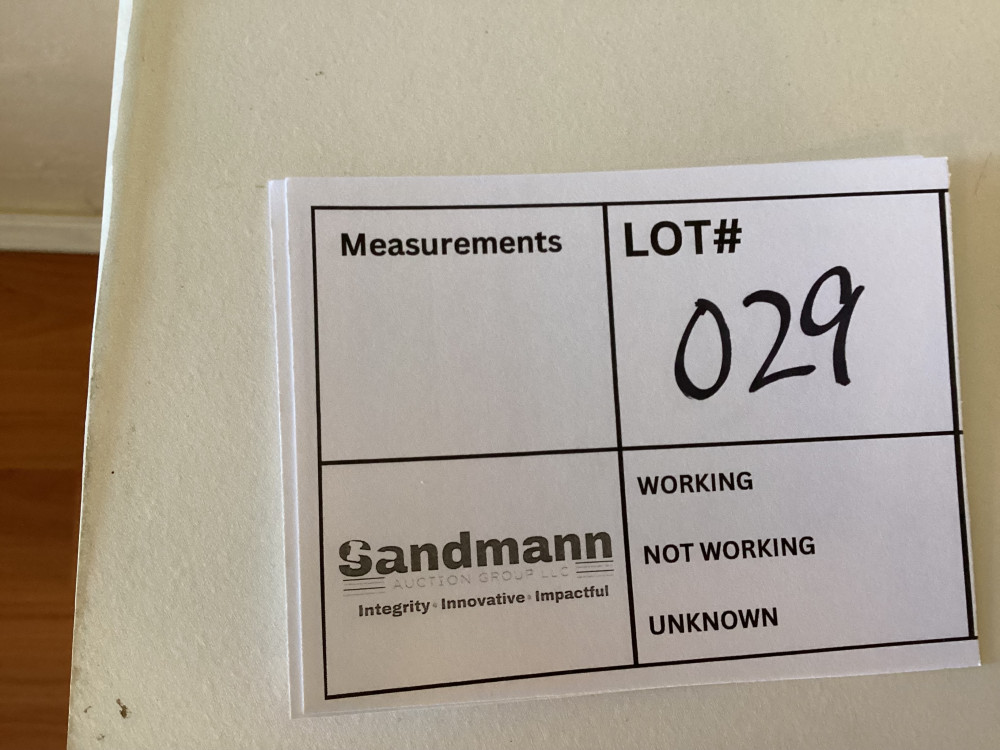 Measurements
LOT#
029
Sandmann
AUCTION GROUP LLC
Integrity • Innovative • Impactful
WORKING
NOT WORKING
UNKNOWN